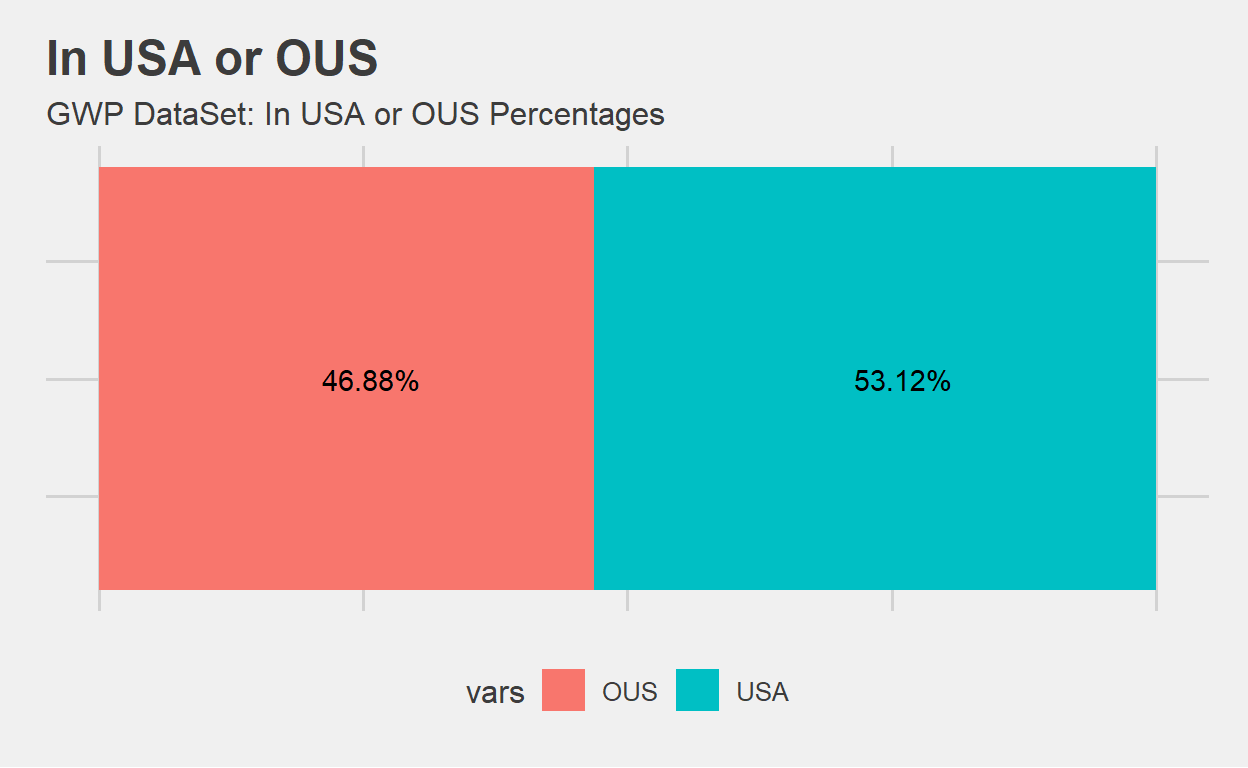 In USA or OUS
GWP DataSet: In USA or OUS Percentages
46.88% 53.12%
vars OUS USA